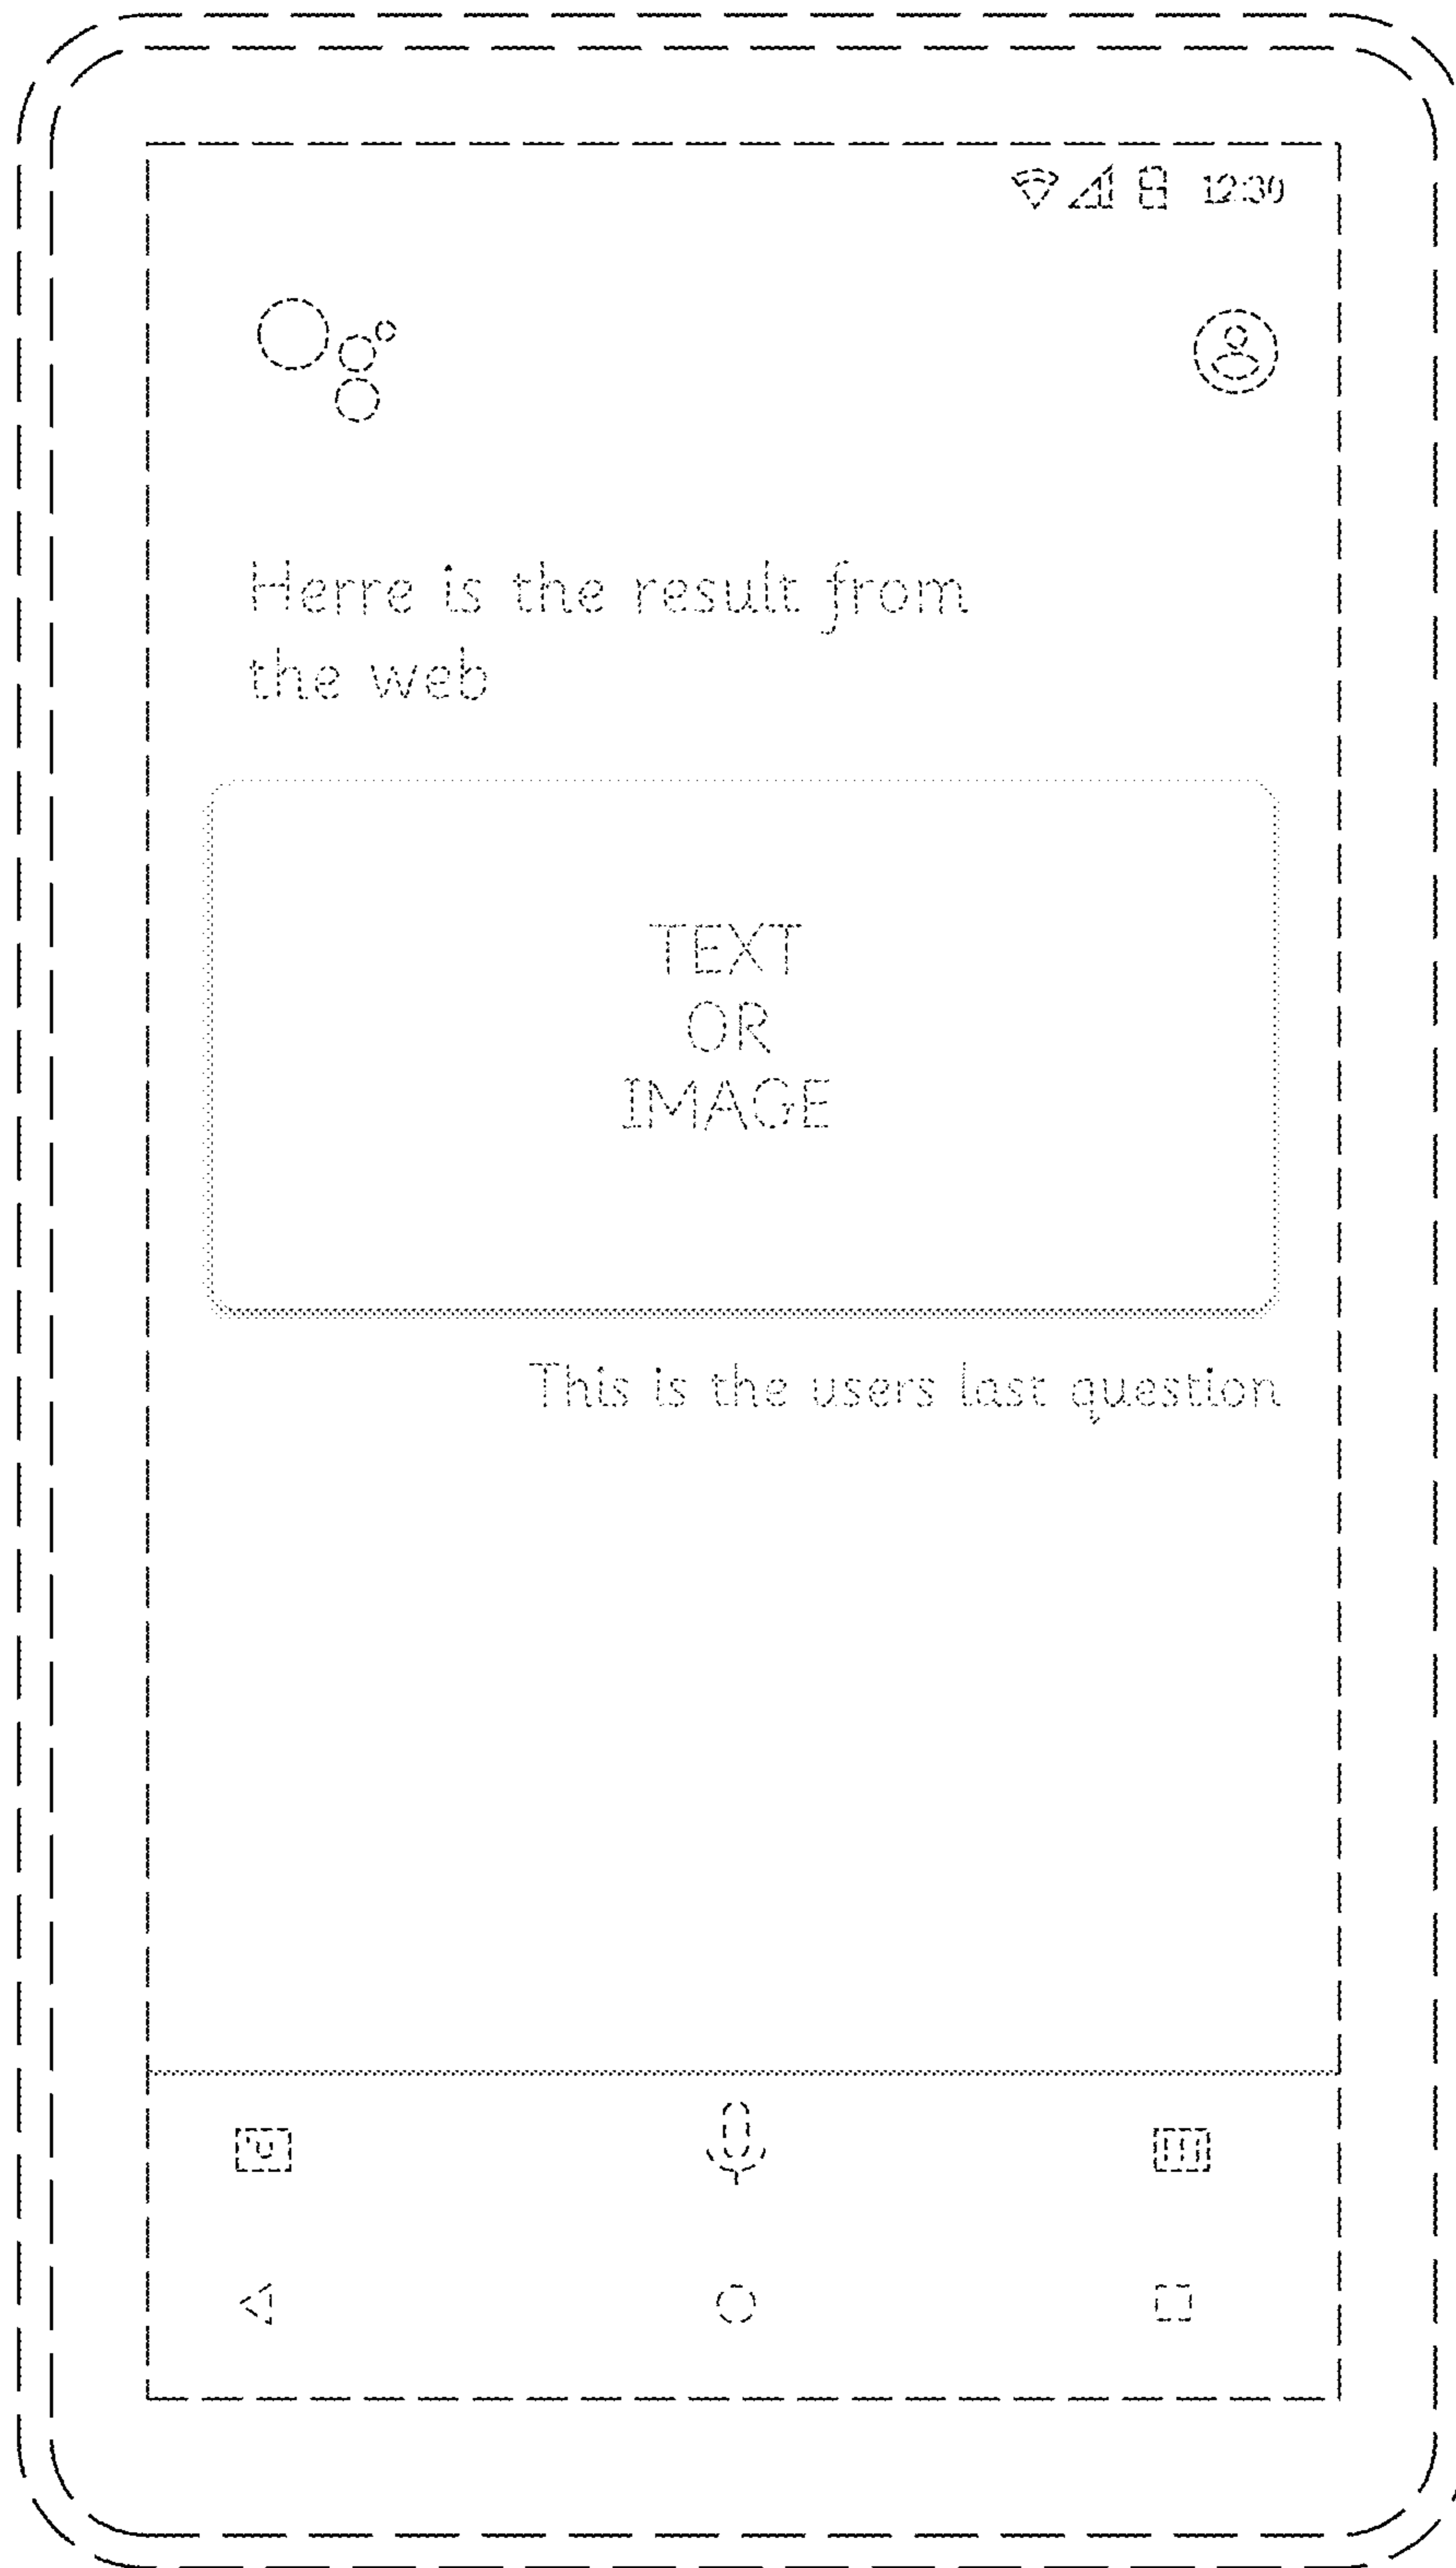 12:30
Herre is the result from
the web
TEXT
OR
IMAGE
This is the users last question